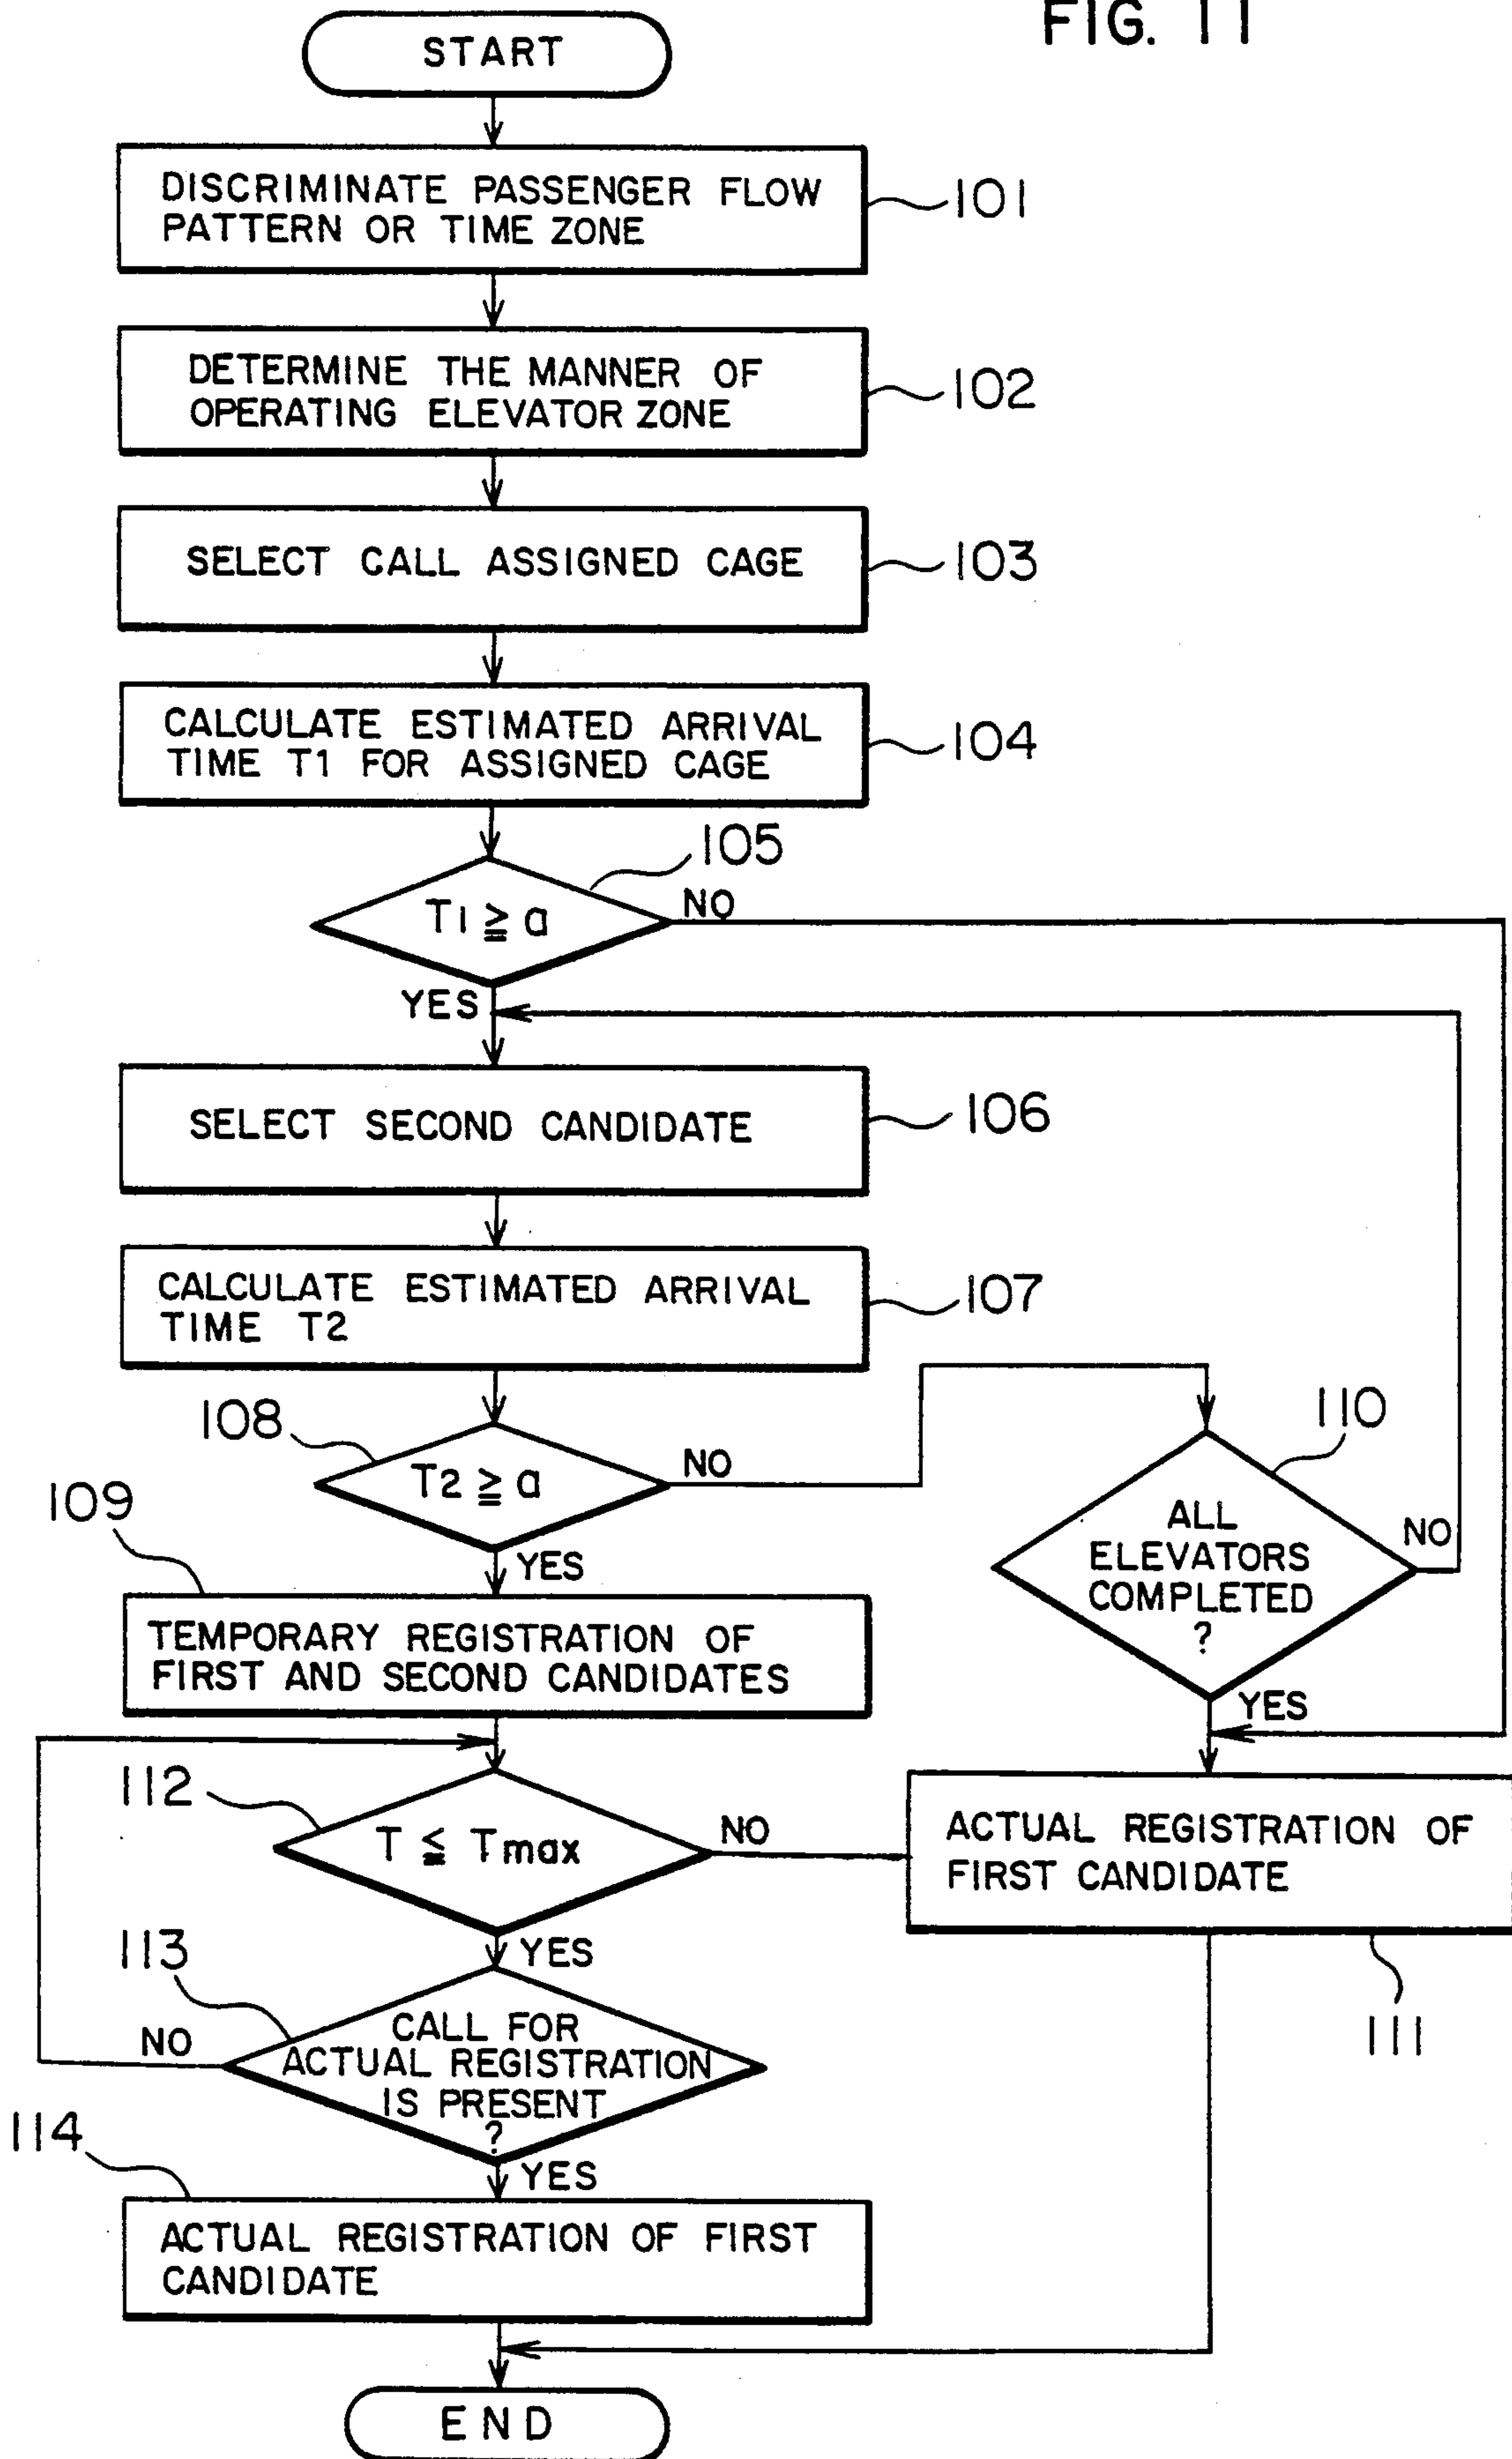 FIG. 11
START
DISCRIMINATE PASSENGER FLOW
PATTERN OR TIME ZONE
101
DETERMINE THE MANNER OF
OPERATING ELEVATOR ZONE
102
SELECT CALL ASSIGNED CAGE
103
CALCULATE ESTIMATED ARRIVAL
TIME T1 FOR ASSIGNED CAGE
104
105
T1 ≧ a
NO
YES
SELECT SECOND CANDIDATE
106
CALCULATE ESTIMATED ARRIVAL
TIME T2
107
108
T2 ≧ a
NO
YES
110
ALL
ELEVATORS
COMPLETED
?
NO
YES
109
TEMPORARY REGISTRATION OF
FIRST AND SECOND CANDIDATES
112
T ≦ Tmax
NO
YES
ACTUAL REGISTRATION OF
FIRST CANDIDATE
111
113
CALL FOR
ACTUAL REGISTRATION
IS PRESENT
?
NO
YES
114
ACTUAL REGISTRATION OF FIRST
CANDIDATE
END